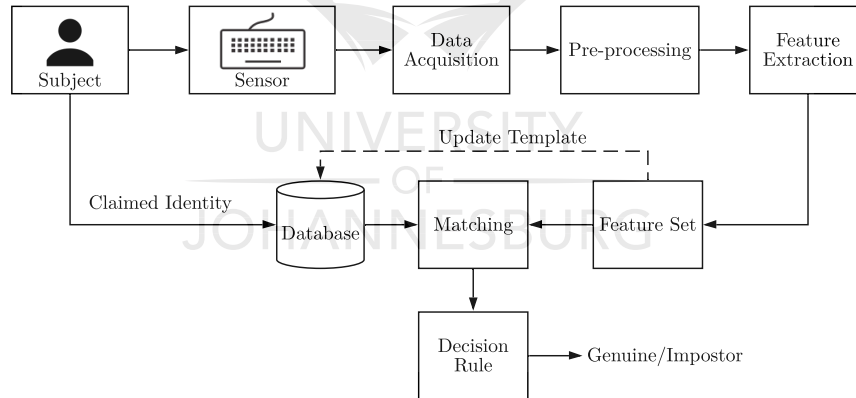 Subject
Sensor
Data
Acquisition
Pre-processing
Feature
Extraction
UNIVERSITY
OF
JOHANNESBURG
Update Template
Claimed Identity
Database
Matching
Feature Set
Decision
Rule
Genuine/Impostor